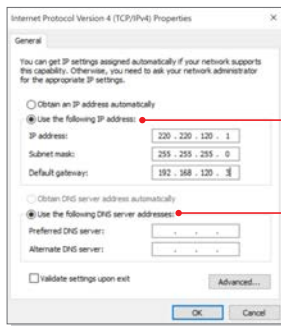 Internet Protocol Version 4 (TCP/IPv4) Properties
General
You can get IP settings assigned automatically if your network supports
this capability. Otherwise, you need to ask your network administrator
for the appropriate IP settings.
Obtain an IP address automatically
Use the following IP address:
IP address: 220 . 220 . 120 . 1
Subnet mask: 255 . 255 . 255 . 0
Default gateway: 192 . 168 . 120 . 3
Obtain DNS server address automatically
Use the following DNS server addresses:
Preferred DNS server: . . .
Alternate DNS server: . . .
Validate settings upon exit
Advanced...
OK Cancel